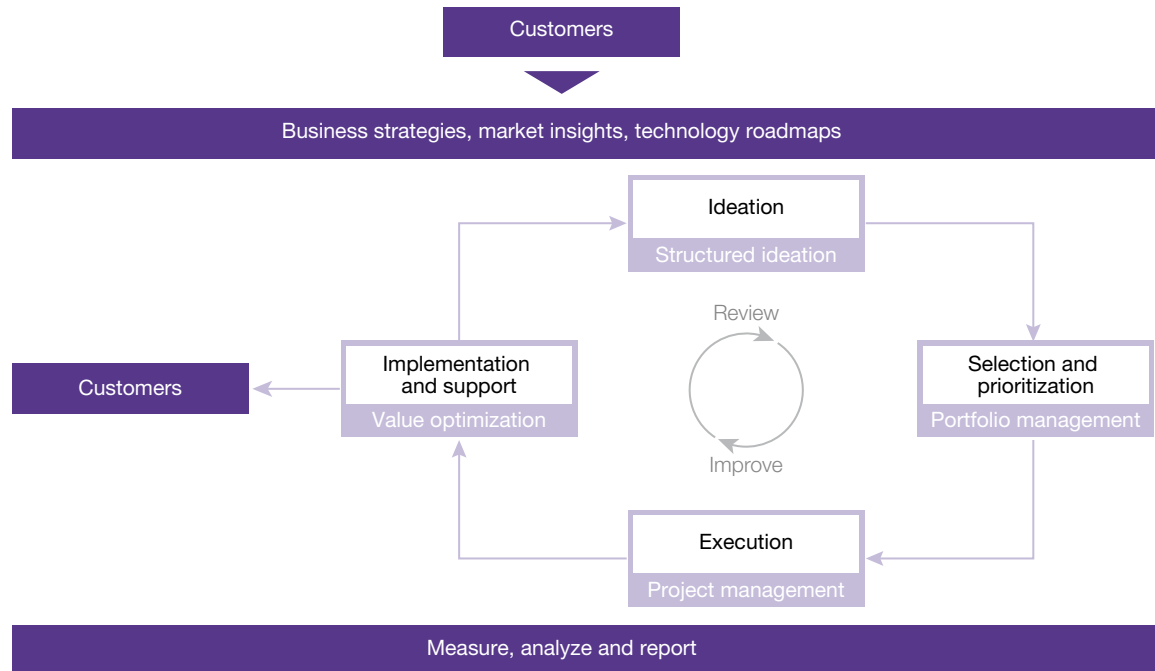 Customers
Business strategies, market insights, technology roadmaps
Ideation
Structured ideation
Review
Implementation
and support
Value optimization
Customers
Selection and
prioritization
Portfolio management
Improve
Execution
Project management
Measure, analyze and report